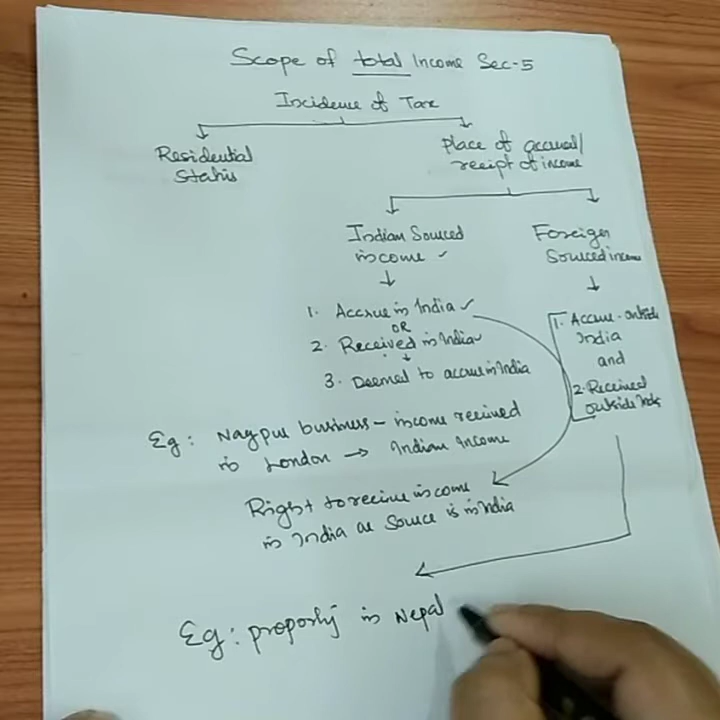 Scope of total Income Sec-5
Incidence of Tax
Residential
Status
Place of accrued/
receipt of income
Indian Sourced
income
Foreign
Sourced income
1. Accrue in India
OR
2. Received in India
3. Deemed to accrue in India
1. Accrue - outside
India
and
2. Received
outside India
Eg: Nagpur business - income received
in London → Indian Income
Right to receive income
in India as Source is in India
Eg: property in Nepal